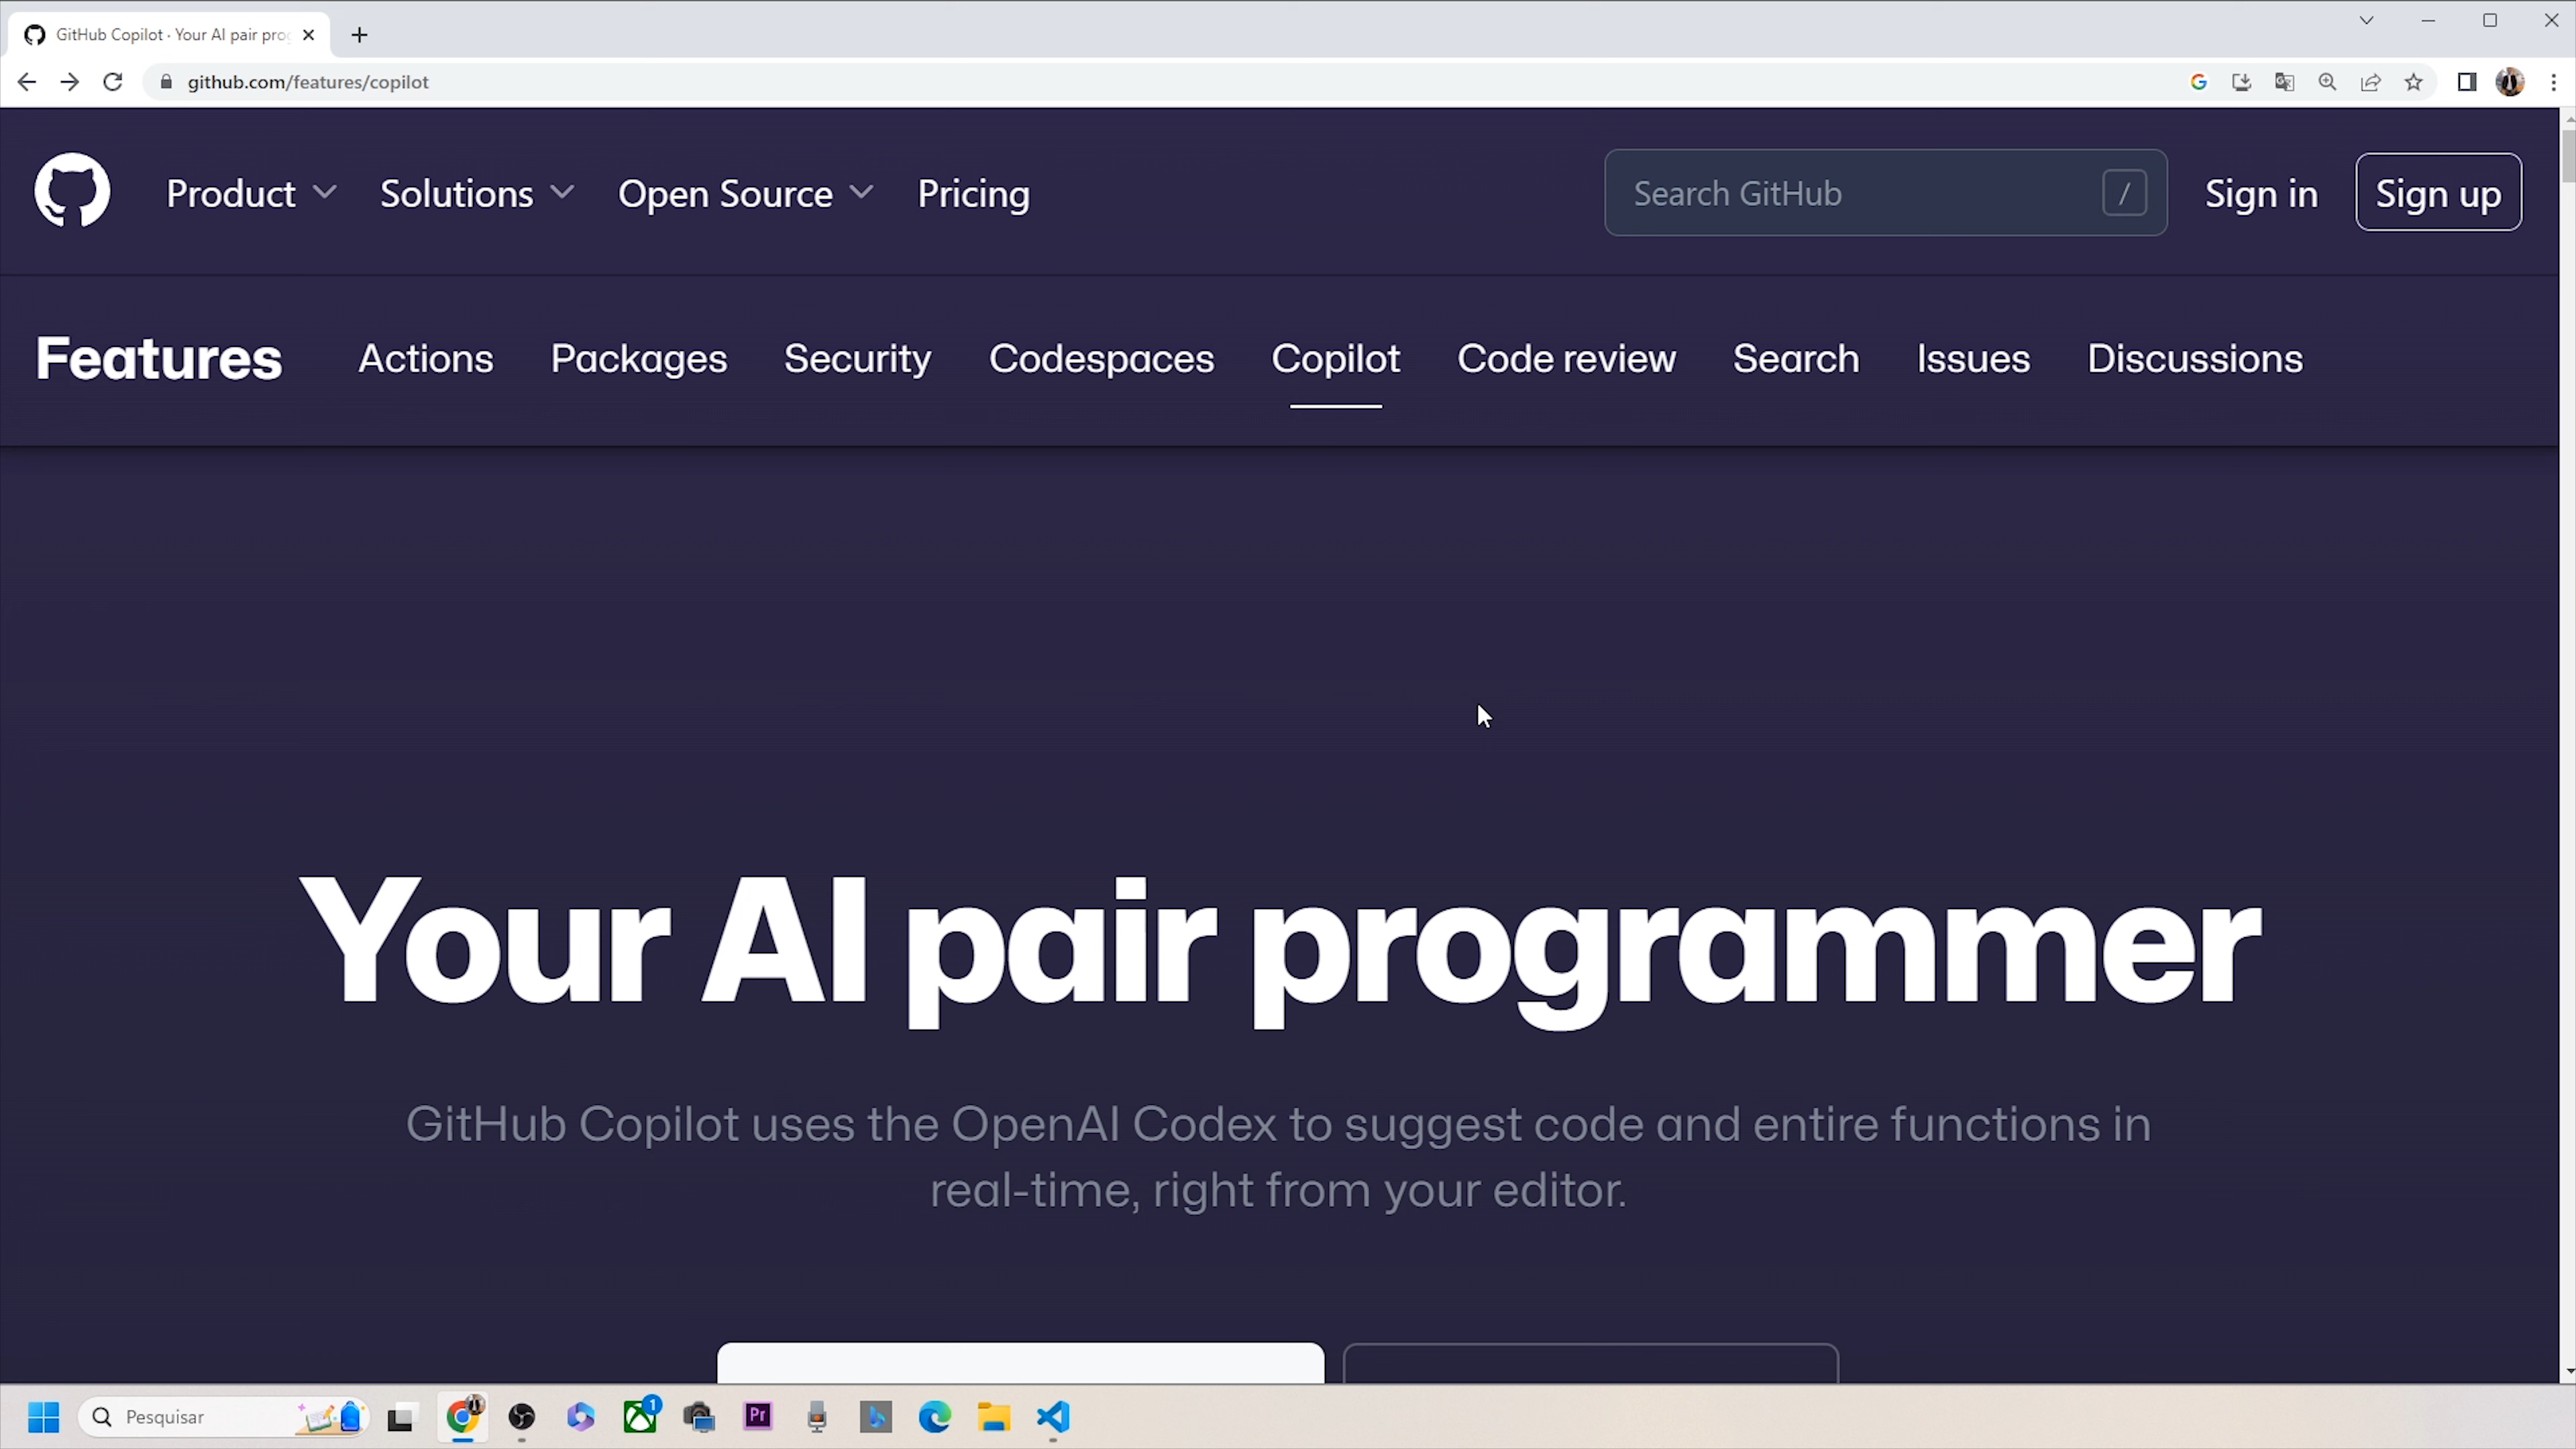 GitHub Copilot · Your AI pair prog
github.com/features/copilot
Product Solutions Open Source Pricing Search GitHub / Sign in Sign up
Features Actions Packages Security Codespaces Copilot Code review Search Issues Discussions
Your AI pair programmer
GitHub Copilot uses the OpenAI Codex to suggest code and entire functions in
real-time, right from your editor.
Pesquisar 1 Pr